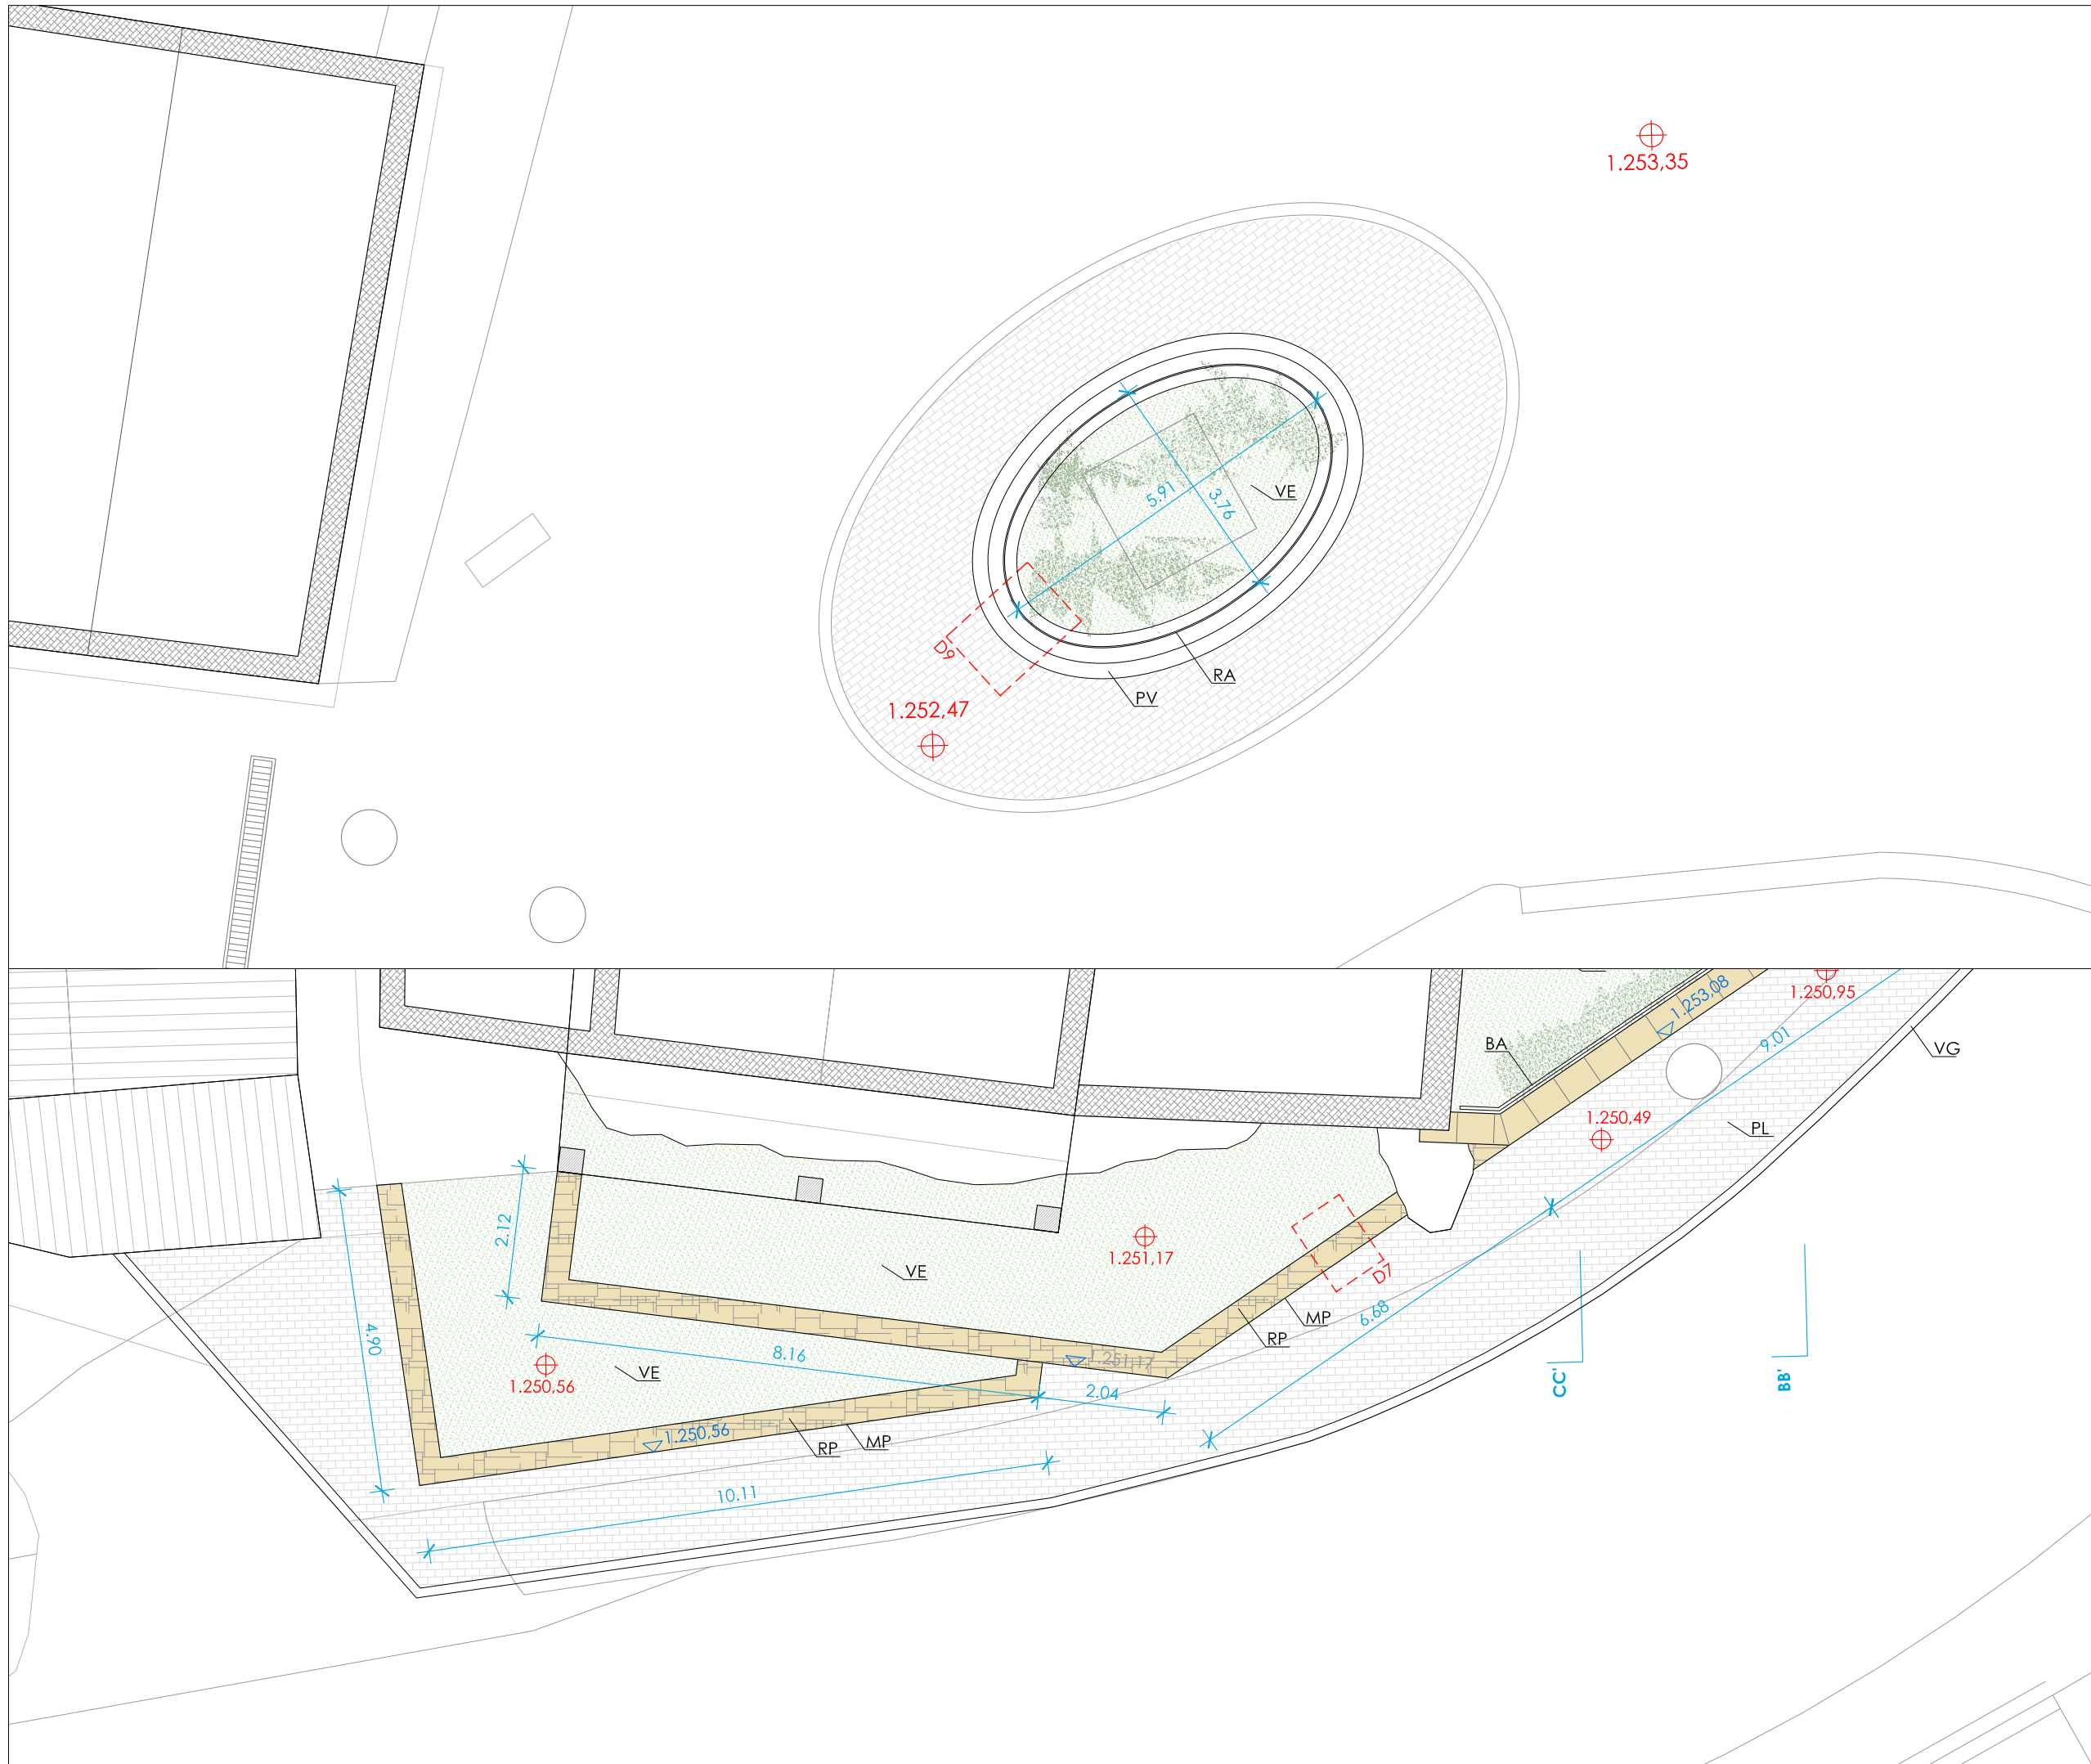 1.253,35
VE
5.91
3.76
D9
RA
PV
1.252,47
1.253,08
1.250,95
BA
9.01
VG
1.250,49
PL
2.12
1.251,17
VE
D7
4.90
MP
6.68
RP
8.16
1.251,17
VE
1.250,56
2.04
CC'
BB'
1.250,56
RP
MP
10.11